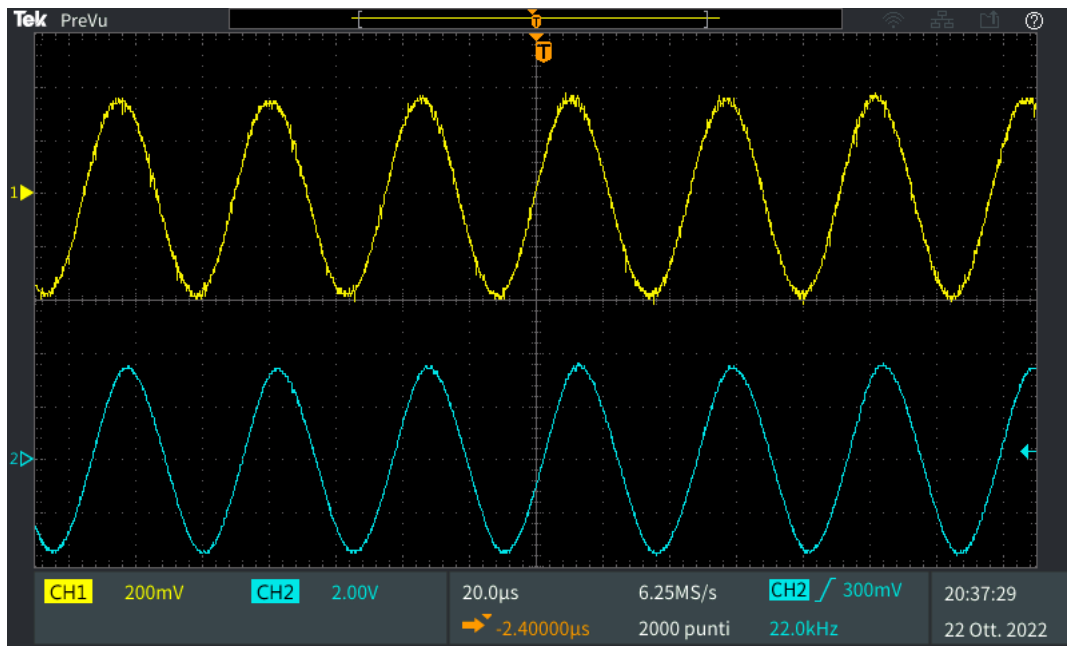 Tek PreVu T ?
T
1
2
CH1 200mV CH2 2.00V 20.0µs 6.25MS/s CH2 300mV 20:37:29
-2.40000µs 2000 punti 22.0kHz 22 Ott. 2022